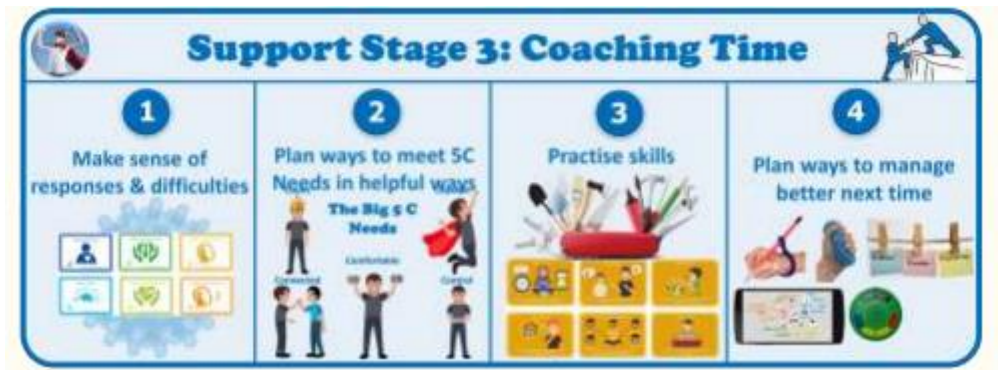 Support Stage 3: Coaching Time
1
Make sense of
responses & difficulties
2
Plan ways to meet 5C
Needs in helpful ways
The Big 5 C
Needs
Comfortable
Connected
Control
3
Practise skills
4
Plan ways to manage
better next time